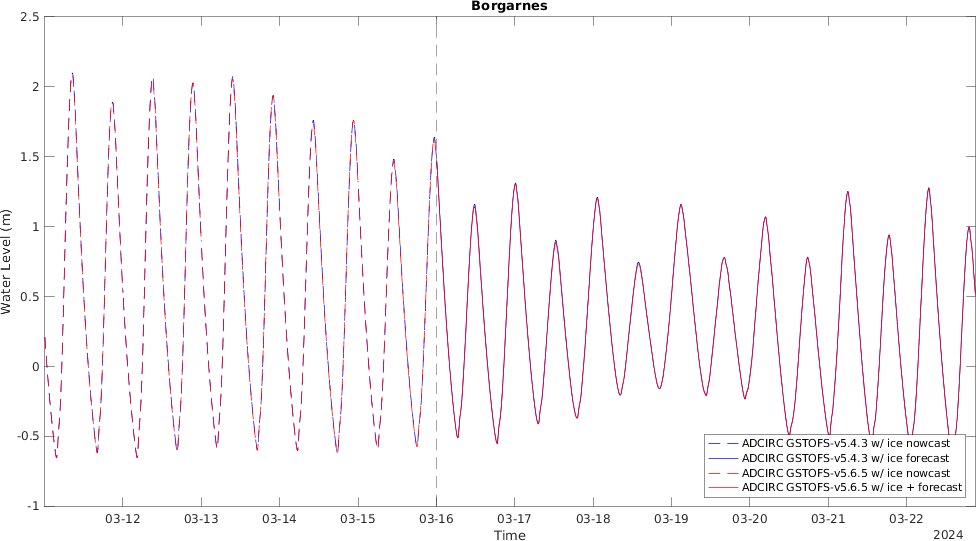 Borgarnes
2.5
2
1.5
1
0.5
0
-0.5
-1
Water Level (m)
ADCIRC GSTOFS-v5.4.3 w/ ice nowcast
ADCIRC GSTOFS-v5.4.3 w/ ice forecast
ADCIRC GSTOFS-v5.6.5 w/ ice nowcast
ADCIRC GSTOFS-v5.6.5 w/ ice + forecast
03-12 03-13 03-14 03-15 03-16 03-17 03-18 03-19 03-20 03-21 03-22
Time
2024